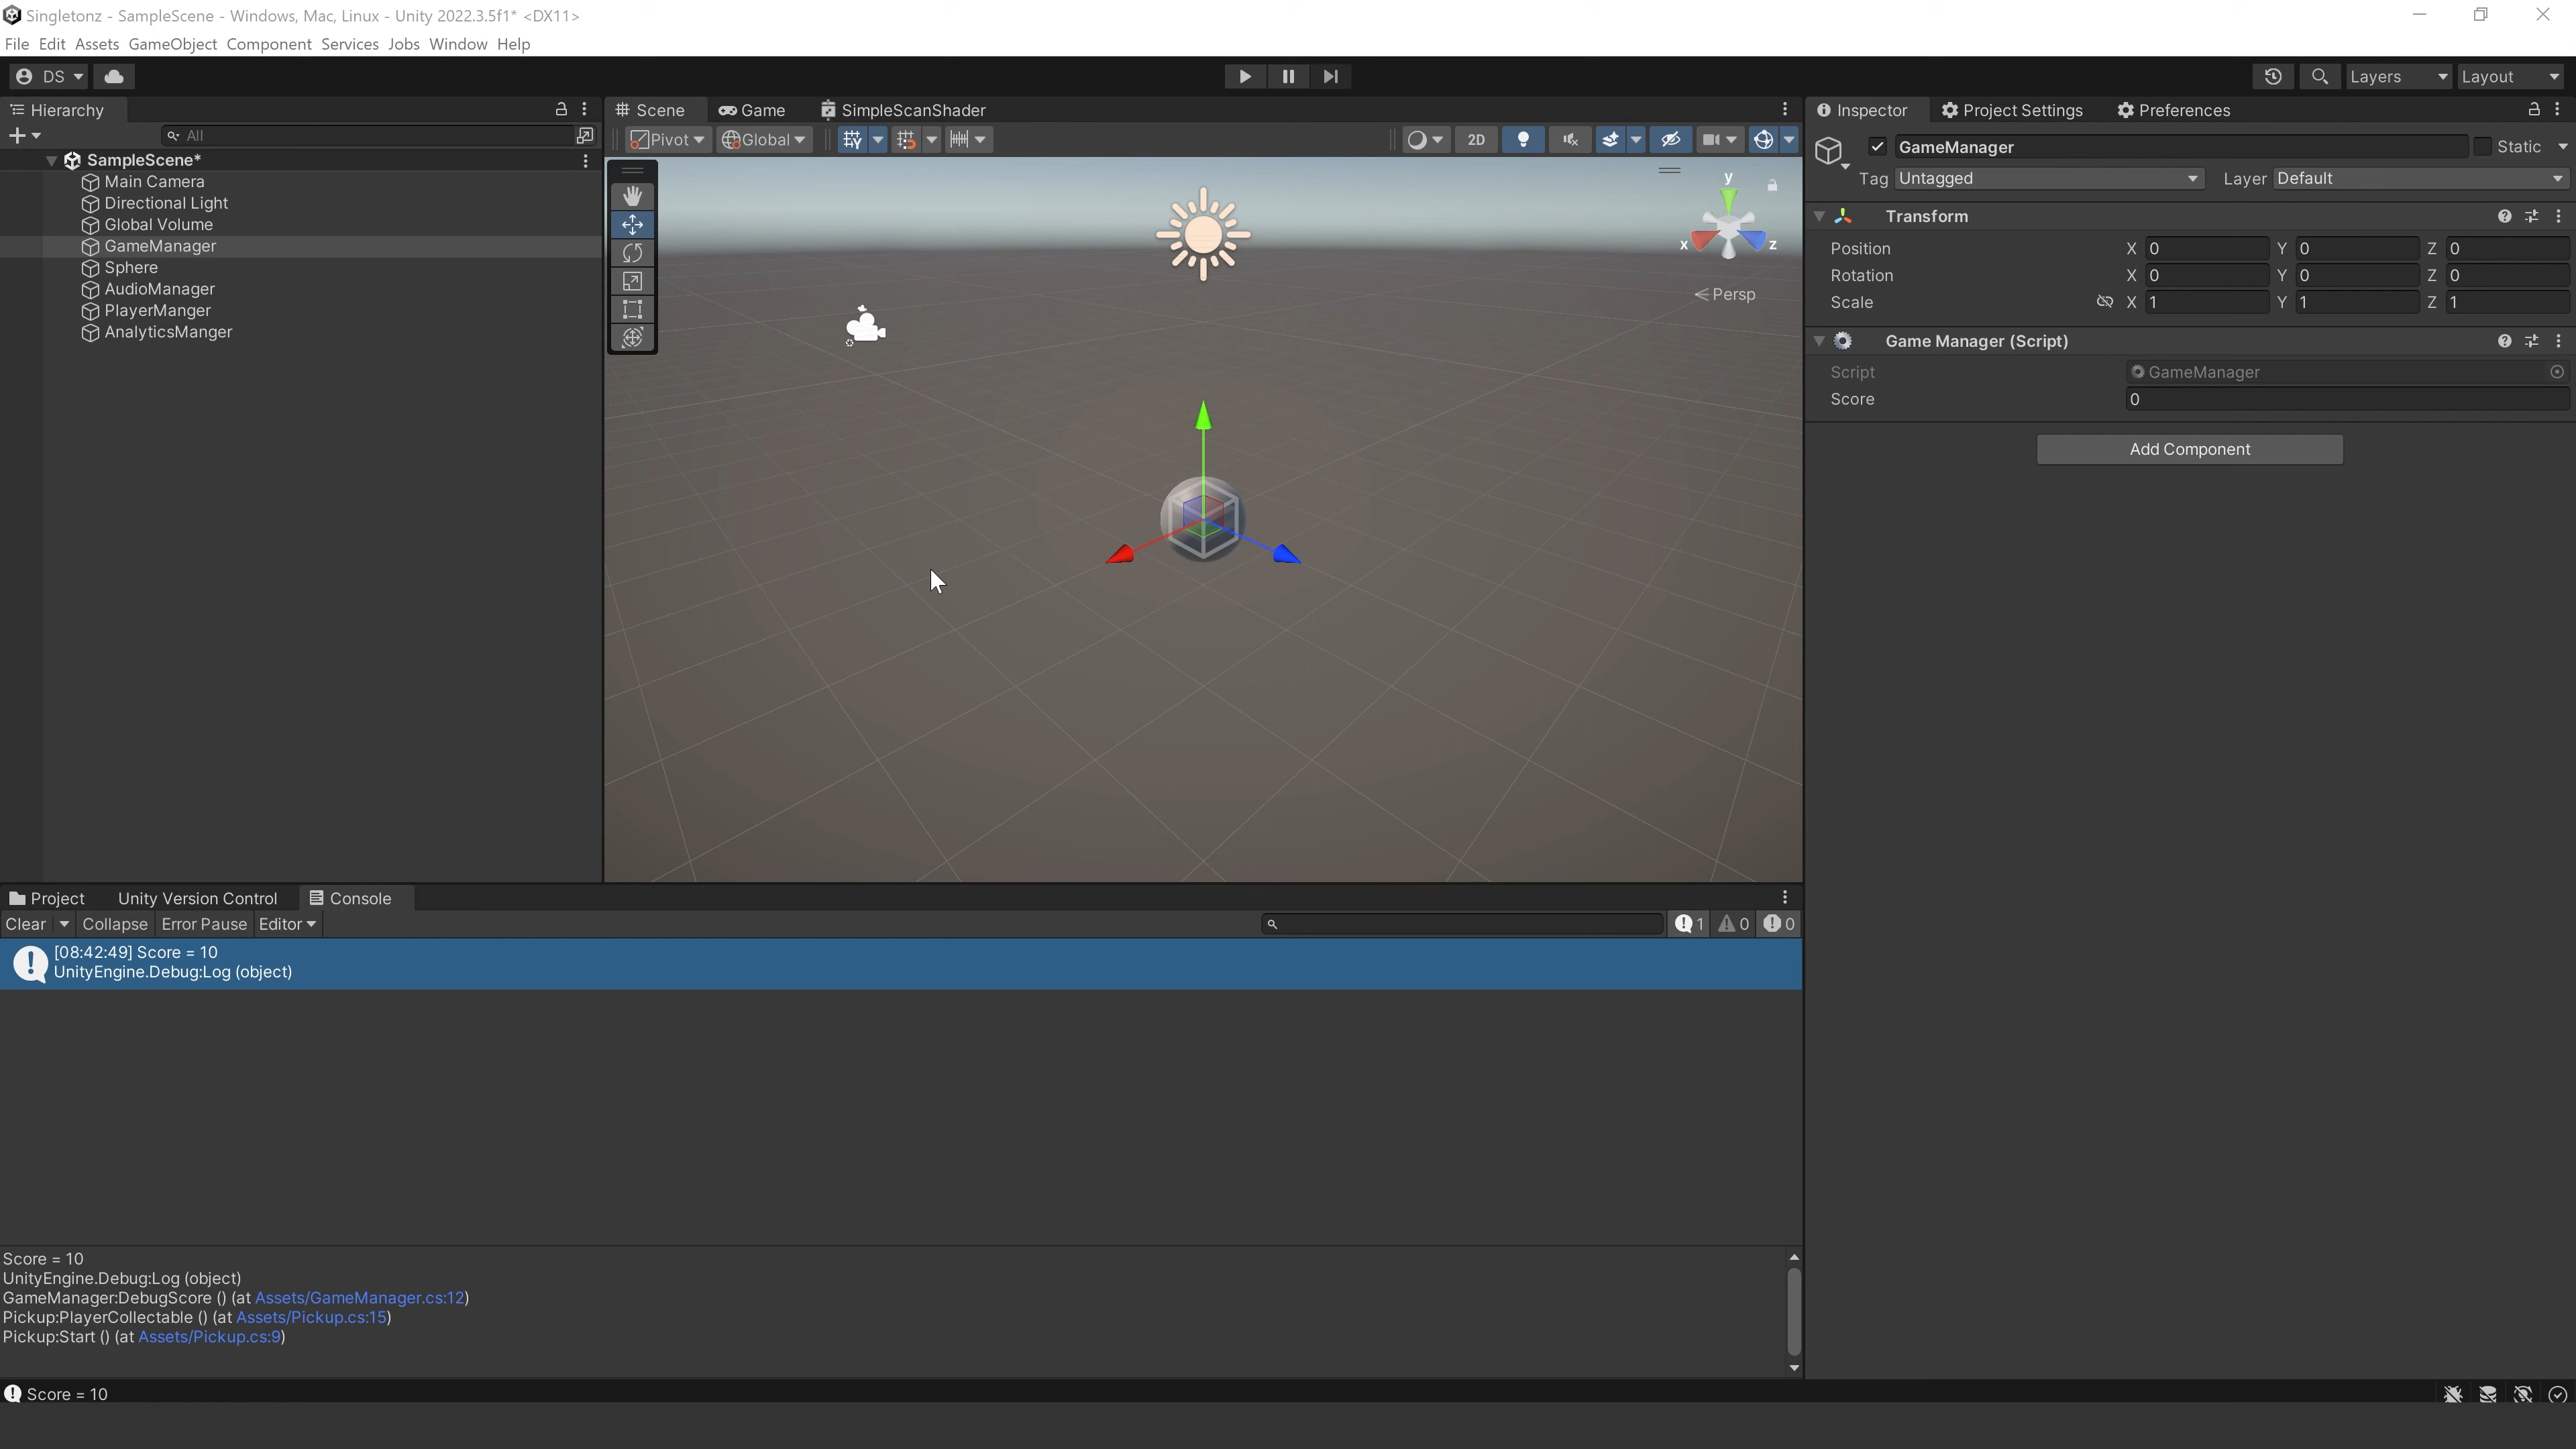 Singletonz - SampleScene - Windows, Mac, Linux - Unity 2022.3.5f1* <DX11>
File Edit Assets GameObject Component Services Jobs Window Help
DS
Layers
Layout
Hierarchy
All
SampleScene*
Main Camera
Directional Light
Global Volume
GameManager
Sphere
AudioManager
PlayerManger
AnalyticsManger
Scene
Game
SimpleScanShader
Pivot
Global
2D
y
x
z
Persp
Inspector
Project Settings
Preferences
GameManager
Static
Tag Untagged
Layer Default
Transform
Position X 0 Y 0 Z 0
Rotation X 0 Y 0 Z 0
Scale X 1 Y 1 Z 1
Game Manager (Script)
Script GameManager
Score 0
Add Component
Project
Unity Version Control
Console
Clear Collapse Error Pause Editor
1 0 0
[08:42:49] Score = 10
UnityEngine.Debug:Log (object)
Score = 10
UnityEngine.Debug:Log (object)
GameManager:DebugScore () (at Assets/GameManager.cs:12)
Pickup:PlayerCollectable () (at Assets/Pickup.cs:15)
Pickup:Start () (at Assets/Pickup.cs:9)
Score = 10